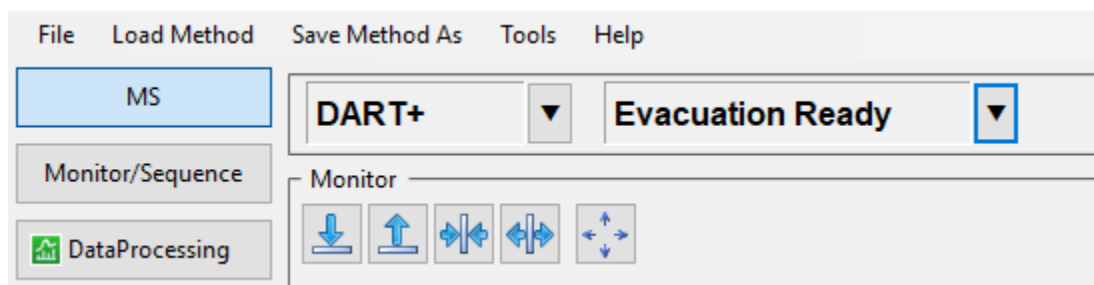 File Load Method Save Method As Tools Help
MS
DART+ Evacuation Ready
Monitor/Sequence
Monitor
DataProcessing